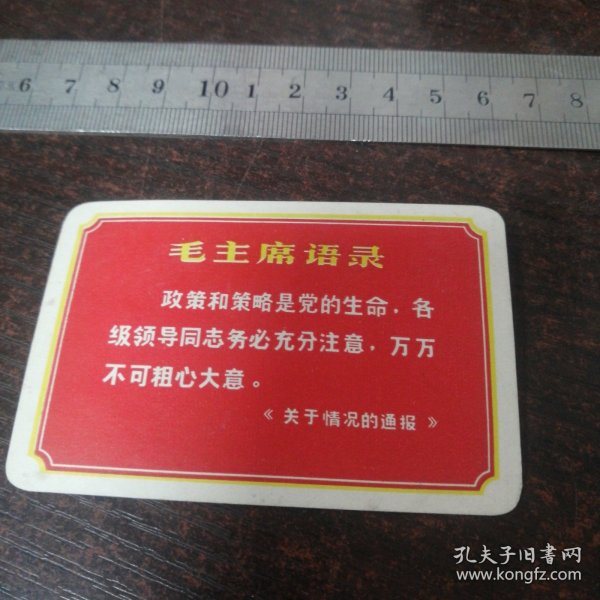 6 7 8 9 10 1 2 3 4 5 6 7 8
毛主席语录
政策和策略是党的生命，各
级领导同志务必充分注意，万万
不可粗心大意。
《关于情况的通报》
孔夫子旧书网
www.kongfz.com